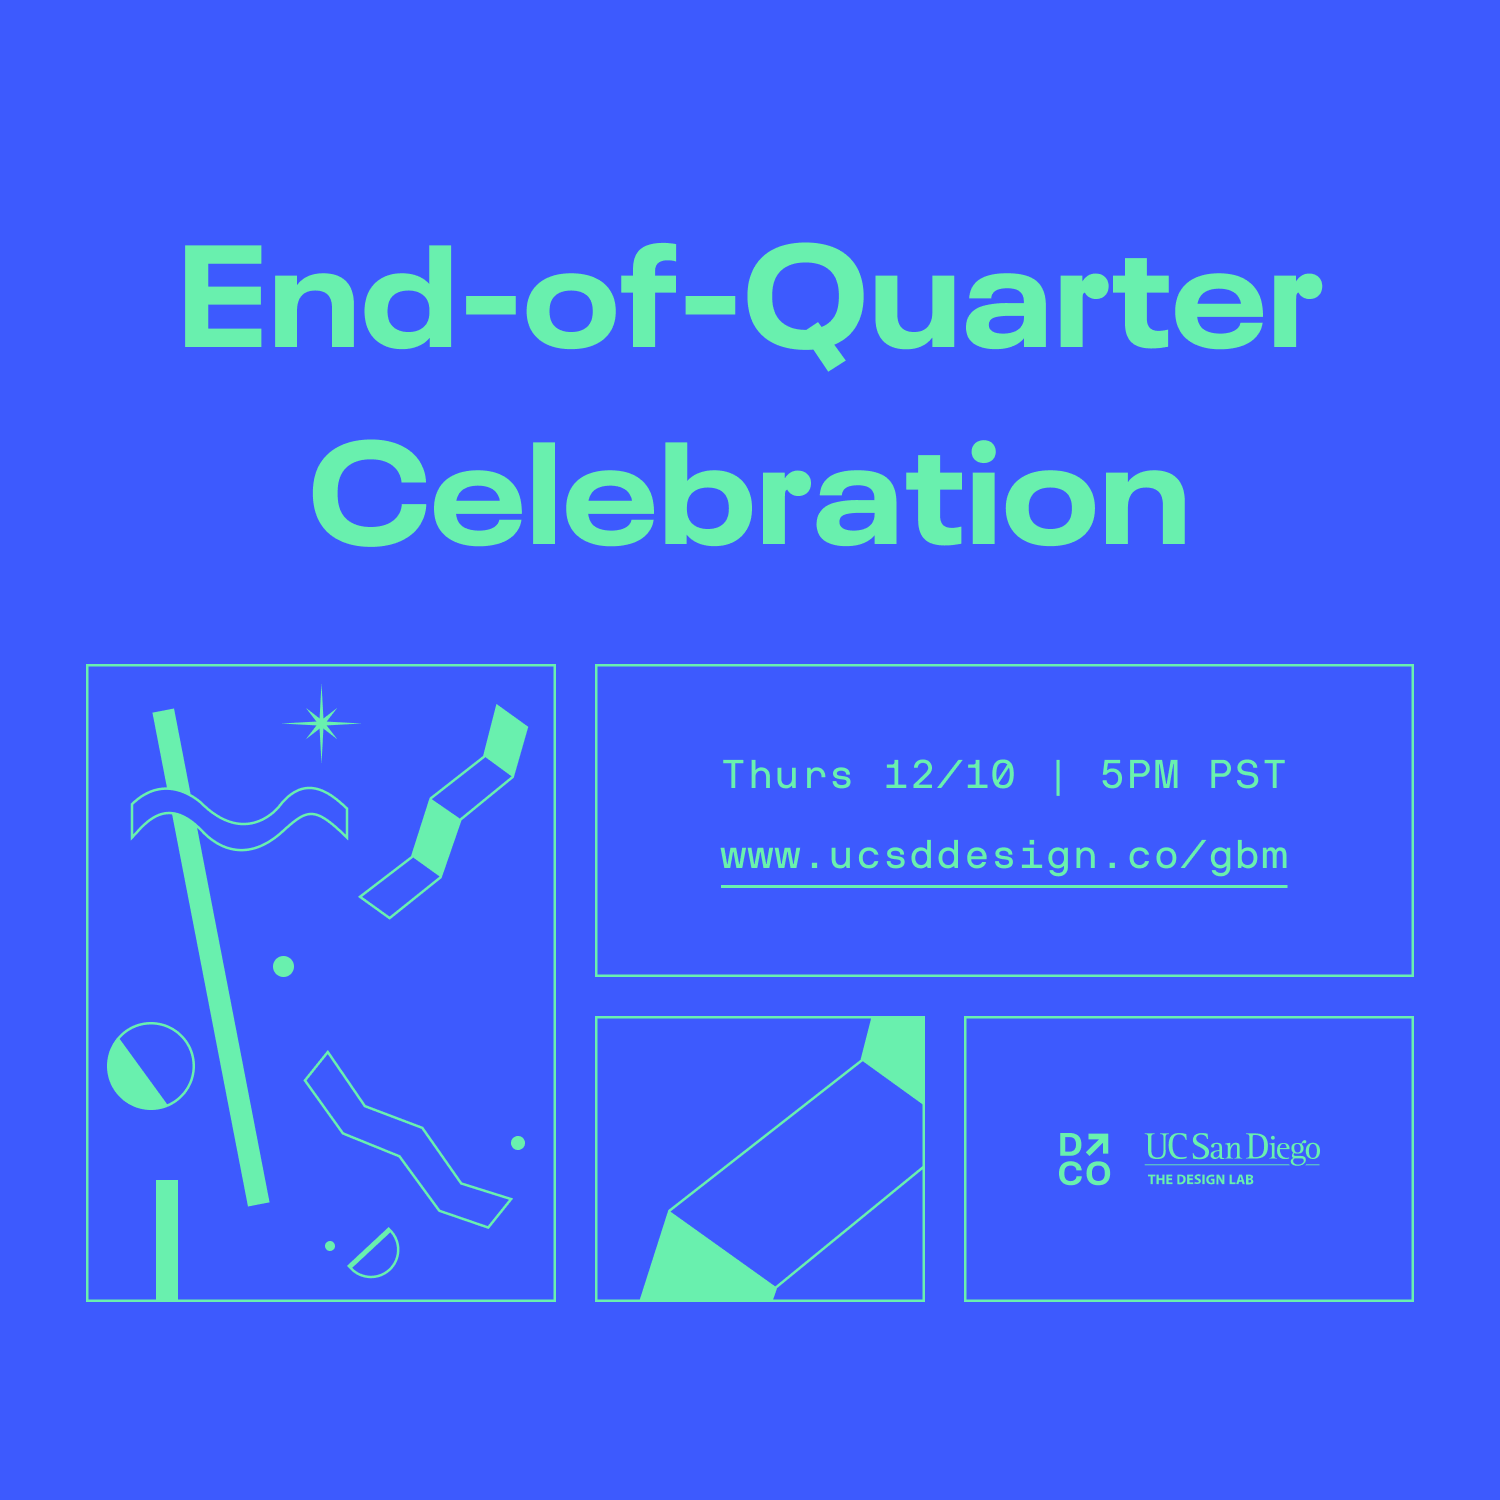 End-of-Quarter
Celebration
Thurs 12/10 | 5PM PST
www.ucsddesign.co/gbm
D
CO
UC San Diego
THE DESIGN LAB